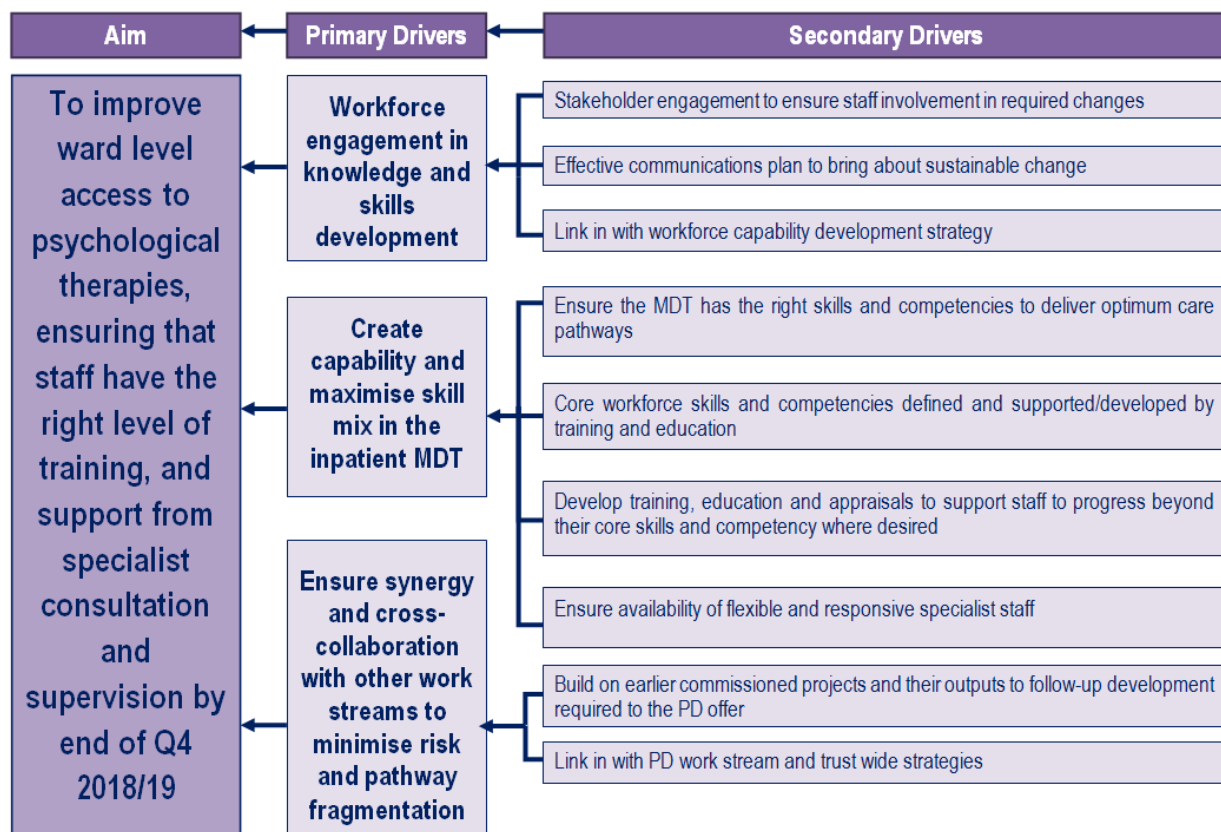 Aim
Primary Drivers
Secondary Drivers
To improve
ward level
access to
psychological
therapies,
ensuring that
staff have the
right level of
training, and
support from
specialist
consultation
and
supervision by
end of Q4
2018/19
Workforce
engagement in
knowledge and
skills
development
Stakeholder engagement to ensure staff involvement in required changes
Effective communications plan to bring about sustainable change
Link in with workforce capability development strategy
Create
capability and
maximise skill
mix in the
inpatient MDT
Ensure the MDT has the right skills and competencies to deliver optimum care
pathways
Core workforce skills and competencies defined and supported/developed by
training and education
Develop training, education and appraisals to support staff to progress beyond
their core skills and competency where desired
Ensure availability of flexible and responsive specialist staff
Ensure synergy
and cross-
collaboration
with other work
streams to
minimise risk
and pathway
fragmentation
Build on earlier commissioned projects and their outputs to follow-up development
required to the PD offer
Link in with PD work stream and trust wide strategies